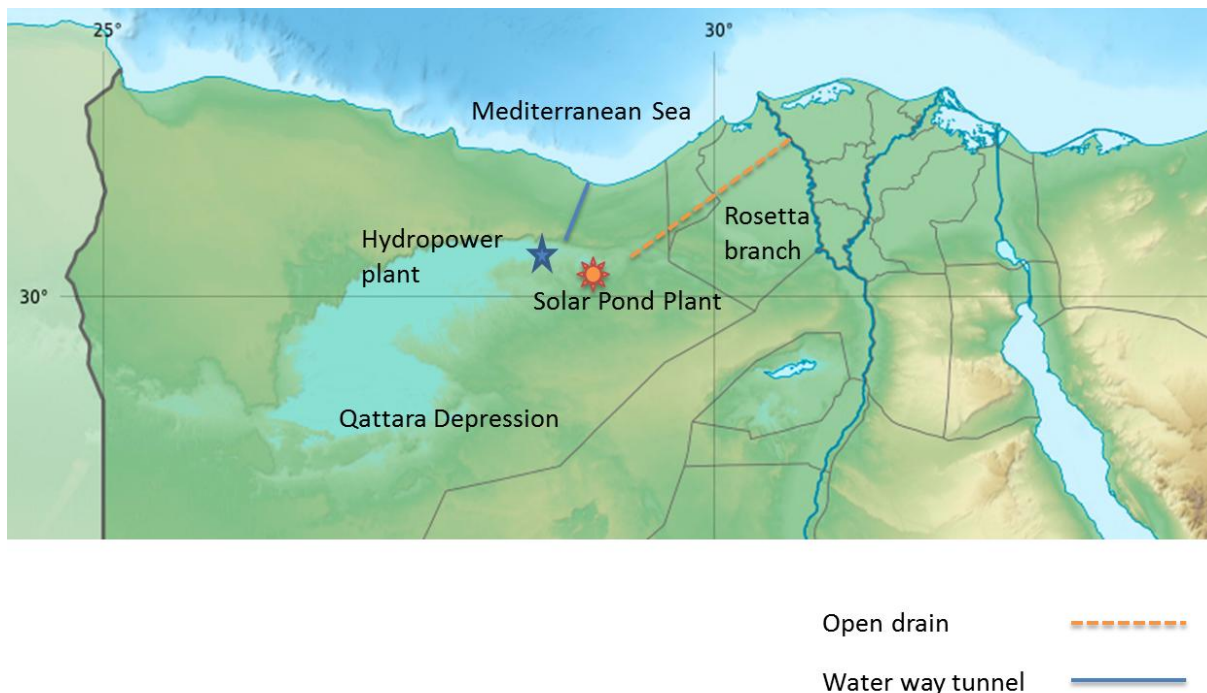 25°
30°
Mediterranean Sea
Hydropower
plant
Rosetta
branch
30°
Solar Pond Plant
Qattara Depression
Open drain
Water way tunnel